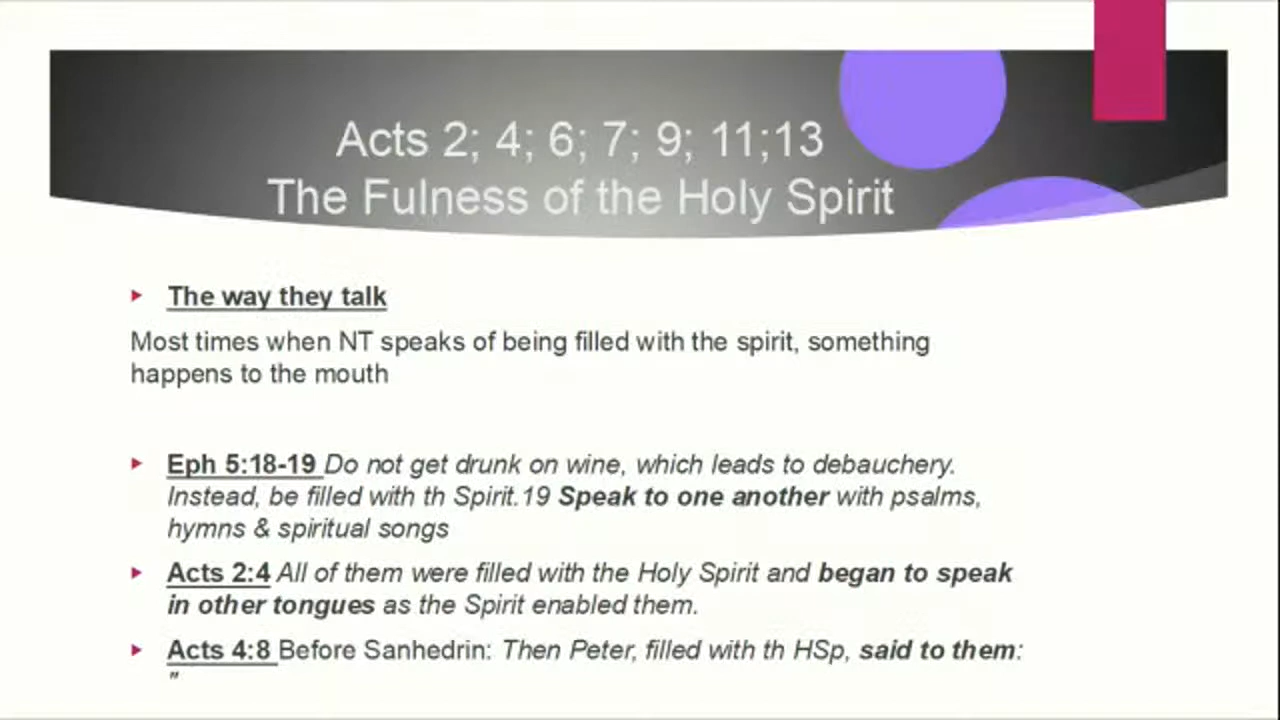 Acts 2; 4; 6; 7; 9; 11;13
The Fulness of the Holy Spirit
The way they talk
Most times when NT speaks of being filled with the spirit, something
happens to the mouth
Eph 5:18-19 Do not get drunk on wine, which leads to debauchery.
Instead, be filled with th Spirit.19 Speak to one another with psalms,
hymns & spiritual songs
Acts 2:4 All of them were filled with the Holy Spirit and began to speak
in other tongues as the Spirit enabled them.
Acts 4:8 Before Sanhedrin: Then Peter, filled with th HSp, said to them:
"